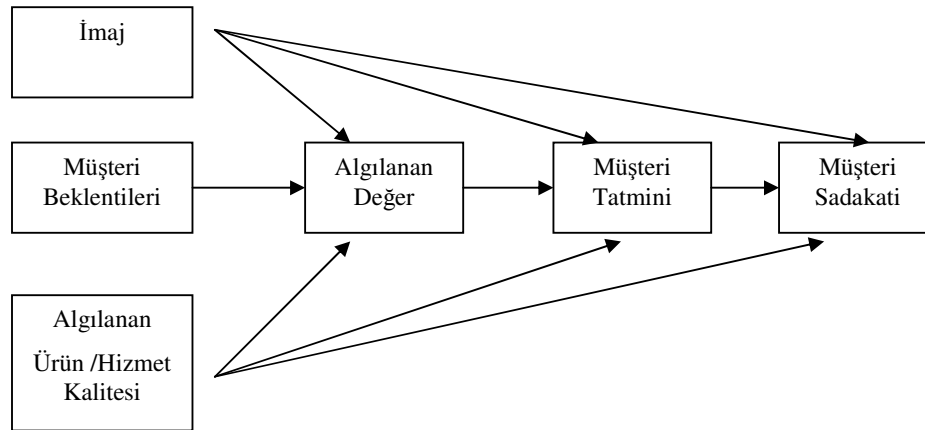 İmaj
Müşteri
Beklentileri
Algılanan
Değer
Müşteri
Tatmini
Müşteri
Sadakati
Algılanan
Ürün /Hizmet
Kalitesi